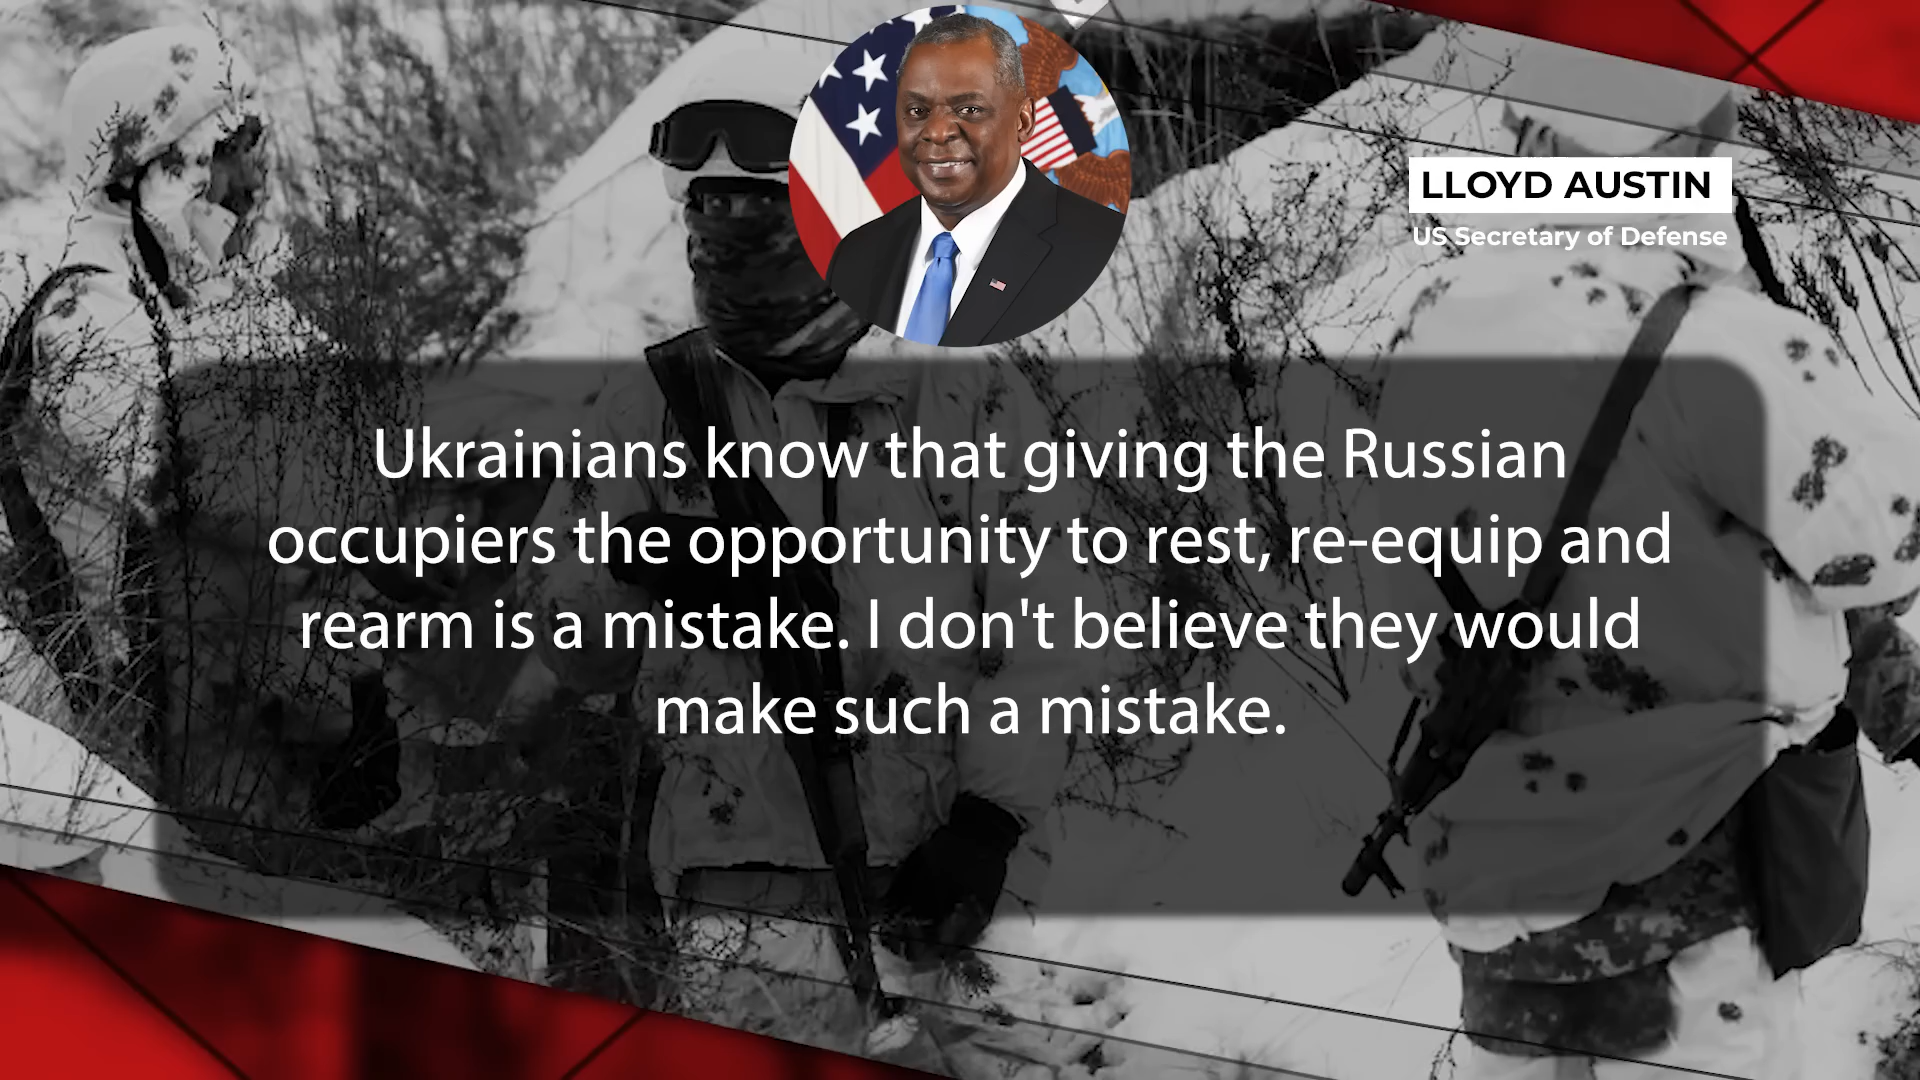 LLOYD AUSTIN
US Secretary of Defense
Ukrainians know that giving the Russian
occupiers the opportunity to rest, re-equip and
rearm is a mistake. I don't believe they would
make such a mistake.